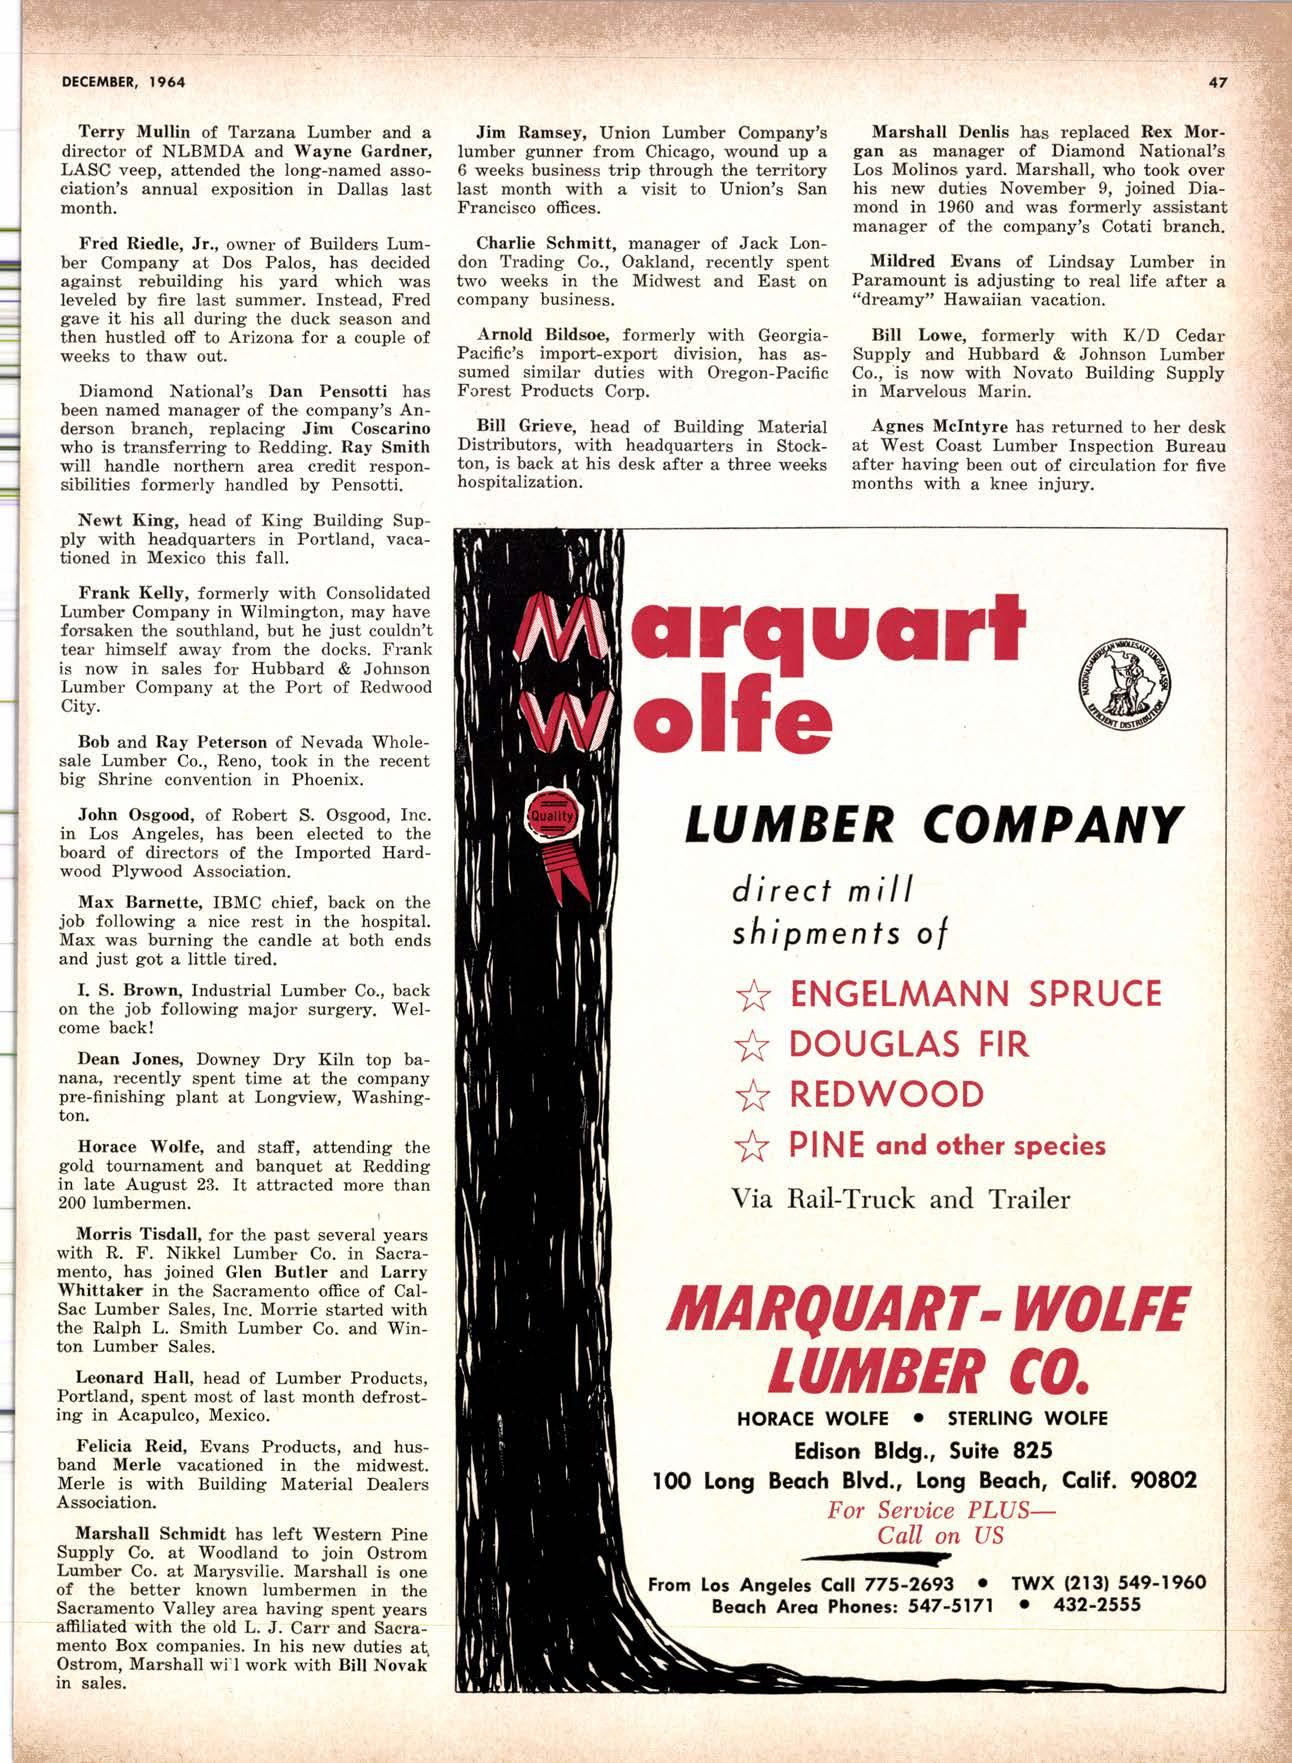 DECEMBER, 1964
47
Terry Mullin of Tarzana Lumber and a
director of NLBMDA and Wayne Gardner,
LASC veep, attended the long-named asso-
ciation's annual exposition in Dallas last
month.
Fred Riedle, Jr., owner of Builders Lum-
ber Company at Dos Palos, has decided
against rebuilding his yard which was
leveled by fire last summer. Instead, Fred
gave it his all during the duck season and
then hustled off to Arizona for a couple of
weeks to thaw out.
Diamond National's Dan Pensotti has
been named manager of the company's An-
derson branch, replacing Jim Coscarino
who is transferring to Redding. Ray Smith
will handle northern area credit respon-
sibilities formerly handled by Pensotti.
Newt King, head of King Building Sup-
ply with headquarters in Portland, vaca-
tioned in Mexico this fall.
Frank Kelly, formerly with Consolidated
Lumber Company in Wilmington, may have
forsaken the southland, but he just couldn't
tear himself away from the docks. Frank
is now in sales for Hubbard & Johnson
Lumber Company at the Port of Redwood
City.
Bob and Ray Peterson of Nevada Whole-
sale Lumber Co., Reno, took in the recent
big Shrine convention in Phoenix.
John Osgood, of Robert S. Osgood, Inc.
in Los Angeles, has been elected to the
board of directors of the Imported Hard-
wood Plywood Association.
Max Barnette, IBMC chief, back on the
job following a nice rest in the hospital.
Max was burning the candle at both ends
and just got a little tired.
I. S. Brown, Industrial Lumber Co., back
on the job following major surgery. Wel-
come back!
Dean Jones, Downey Dry Kiln top ba-
nana, recently spent time at the company
pre-finishing plant at Longview, Washing-
ton.
Horace Wolfe, and staff, attending the
gold tournament and banquet at Redding
in late August 23. It attracted more than
200 lumbermen.
Morris Tisdall, for the past several years
with R. F. Nikkel Lumber Co. in Sacra-
mento, has joined Glen Butler and Larry
Whittaker in the Sacramento office of Cal-
Sac Lumber Sales, Inc. Morrie started with
the Ralph L. Smith Lumber Co. and Win-
ton Lumber Sales.
Leonard Hall, head of Lumber Products,
Portland, spent most of last month defrost-
ing in Acapulco, Mexico.
Felicia Reid, Evans Products, and hus-
band Merle vacationed in the midwest.
Merle is with Building Material Dealers
Association.
Marshall Schmidt has left Western Pine
Supply Co. at Woodland to join Ostrom
Lumber Co. at Marysville. Marshall is one
of the better known lumbermen in the
Sacramento Valley area having spent years
affiliated with the old L. J. Carr and Sacra-
mento Box companies. In his new duties at
Ostrom, Marshall will work with Bill Novak
in sales.
Jim Ramsey, Union Lumber Company's
lumber gunner from Chicago, wound up a
6 weeks business trip through the territory
last month with a visit to Union's San
Francisco offices.
Charlie Schmitt, manager of Jack Lon-
don Trading Co., Oakland, recently spent
two weeks in the Midwest and East on
company business.
Arnold Bildsoe, formerly with Georgia-
Pacific's import-export division, has as-
sumed similar duties with Oregon-Pacific
Forest Products Corp.
Bill Grieve, head of Building Material
Distributors, with headquarters in Stock-
ton, is back at his desk after a three weeks
hospitalization.
Marshall Denlis has replaced Rex Mor-
gan as manager of Diamond National's
Los Molinos yard. Marshall, who took over
his new duties November 9, joined Dia-
mond in 1960 and was formerly assistant
manager of the company's Cotati branch.
Mildred Evans of Lindsay Lumber in
Paramount is adjusting to real life after a
"dreamy" Hawaiian vacation.
Bill Lowe, formerly with K/D Cedar
Supply and Hubbard & Johnson Lumber
Co., is now with Novato Building Supply
in Marvelous Marin.
Agnes McIntyre has returned to her desk
at West Coast Lumber Inspection Bureau
after having been out of circulation for five
months with a knee injury.
Marquart
Wolfe
NATIONAL-AMERICAN WHOLESALE LUMBER ASSN.
EFFICIENT DISTRIBUTION
Quality
LUMBER COMPANY
direct mill
shipments of
☆ ENGELMANN SPRUCE
☆ DOUGLAS FIR
☆ REDWOOD
☆ PINE and other species
Via Rail-Truck and Trailer
MARQUART-WOLFE
LUMBER CO.
HORACE WOLFE • STERLING WOLFE
Edison Bldg., Suite 825
100 Long Beach Blvd., Long Beach, Calif. 90802
For Service PLUS—
Call on US
From Los Angeles Call 775-2693 • TWX (213) 549-1960
Beach Area Phones: 547-5171 • 432-2555